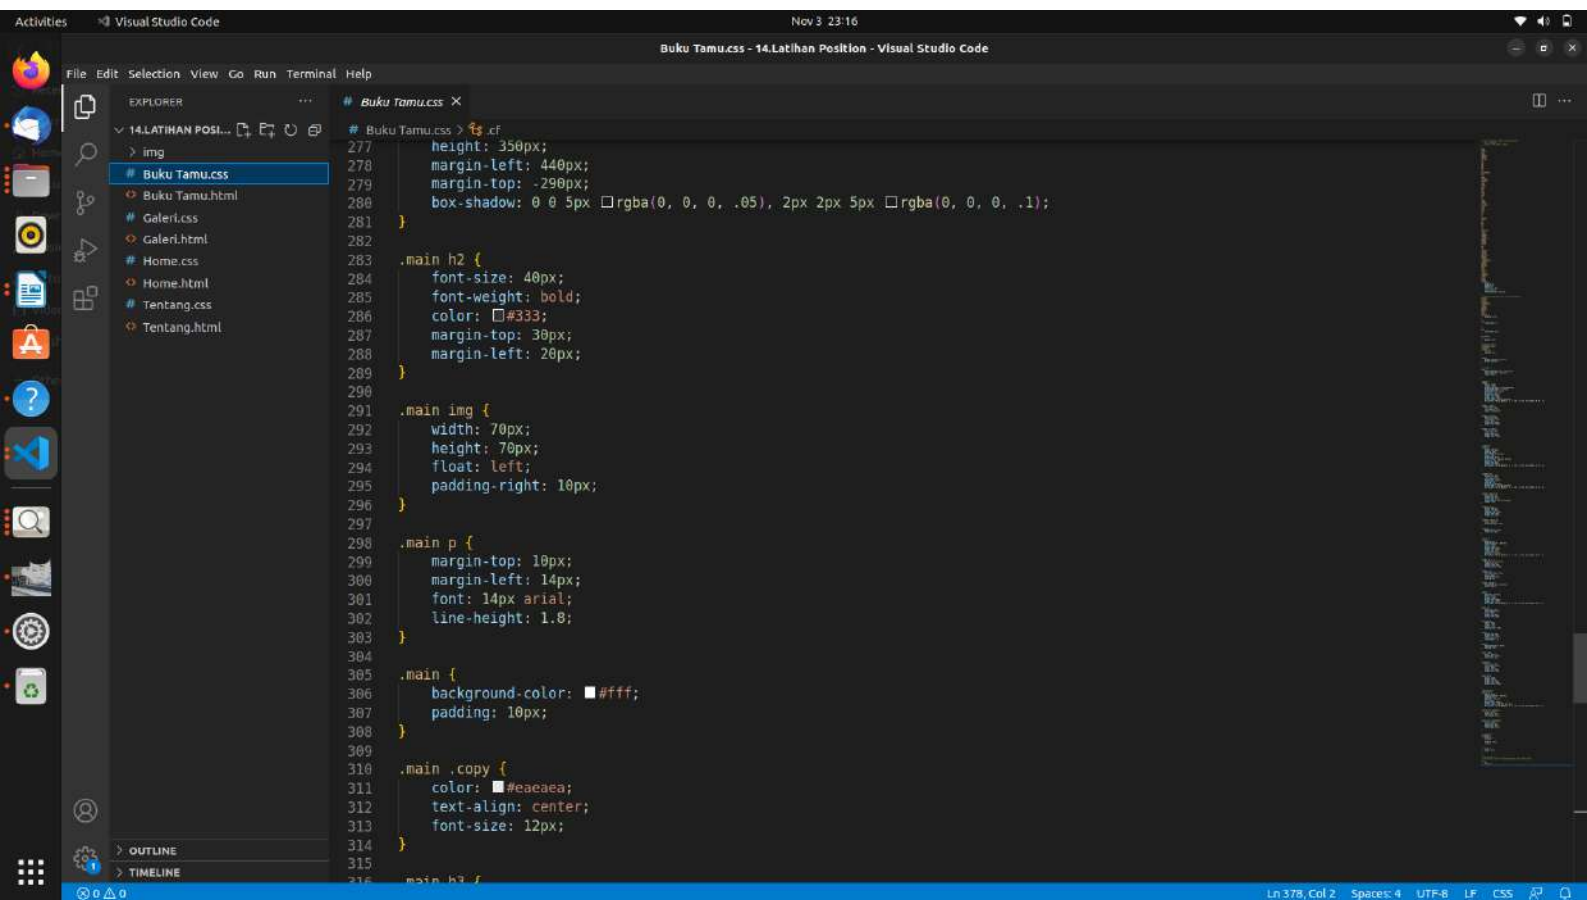 Activities Visual Studio Code Nov 3 23:16
Buku Tamu.css - 14.Latihan Position - Visual Studio Code
File Edit Selection View Go Run Terminal Help
EXPLORER
14.LATIHAN POSI...
img
# Buku Tamu.css
Buku Tamu.html
# Galeri.css
Galeri.html
# Home.css
Home.html
# Tentang.css
Tentang.html
OUTLINE
TIMELINE
# Buku Tamu.css
# Buku Tamu.css > .cf
277 height: 350px;
278 margin-left: 440px;
279 margin-top: -290px;
280 box-shadow: 0 0 5px rgba(0, 0, 0, .05), 2px 2px 5px rgba(0, 0, 0, .1);
281 }
282
283 .main h2 {
284 font-size: 40px;
285 font-weight: bold;
286 color: #333;
287 margin-top: 30px;
288 margin-left: 20px;
289 }
290
291 .main img {
292 width: 70px;
293 height: 70px;
294 float: left;
295 padding-right: 10px;
296 }
297
298 .main p {
299 margin-top: 10px;
300 margin-left: 14px;
301 font: 14px arial;
302 line-height: 1.8;
303 }
304
305 .main {
306 background-color: #fff;
307 padding: 10px;
308 }
309
310 .main .copy {
311 color: #eaeaea;
312 text-align: center;
313 font-size: 12px;
314 }
315
316 .main h3 {
1
0 0 Ln 378, Col 2 Spaces: 4 UTF-8 LF CSS